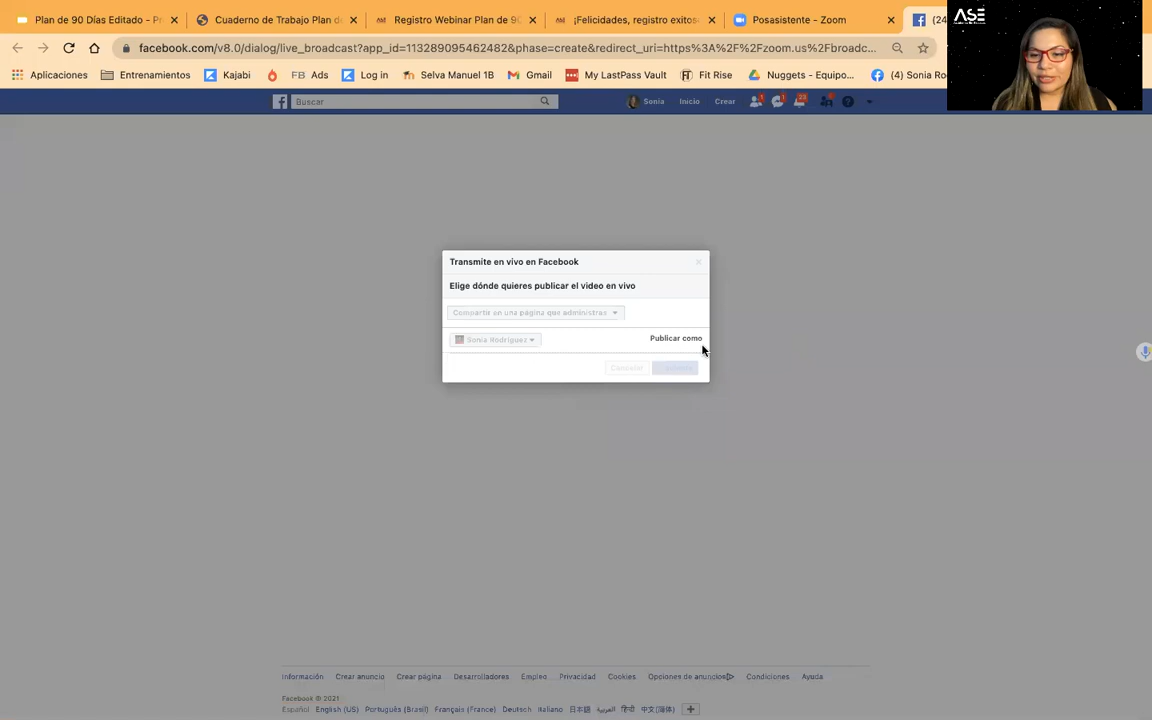 Plan de 90 Días Editado - Pr
Cuaderno de Trabajo Plan de
Registro Webinar Plan de 90
¡Felicidades, registro exitoso
Posasistente - Zoom
(24
ASE
facebook.com/v8.0/dialog/live_broadcast?app_id=113289095462482&phase=create&redirect_uri=https%3A%2F%2Fzoom.us%2Fbroadc...
Aplicaciones
Entrenamientos
Kajabi
FB Ads
Log in
Selva Manuel 1B
Gmail
My LastPass Vault
Fit Rise
Nuggets - Equipo...
(4) Sonia Ro
Buscar
Sonia
Inicio
Crear
Transmite en vivo en Facebook
Elige dónde quieres publicar el video en vivo
Compartir en una página que administras
Sonia Rodriguez
Publicar como
Cancelar
Información Crear anuncio Crear página Desarrolladores Empleo Privacidad Cookies Opciones de anuncios Condiciones Ayuda
Facebook © 2021
Español English (US) Português (Brasil) Français (France) Deutsch Italiano 日本語 العربية हिन्दी 中文(简体)